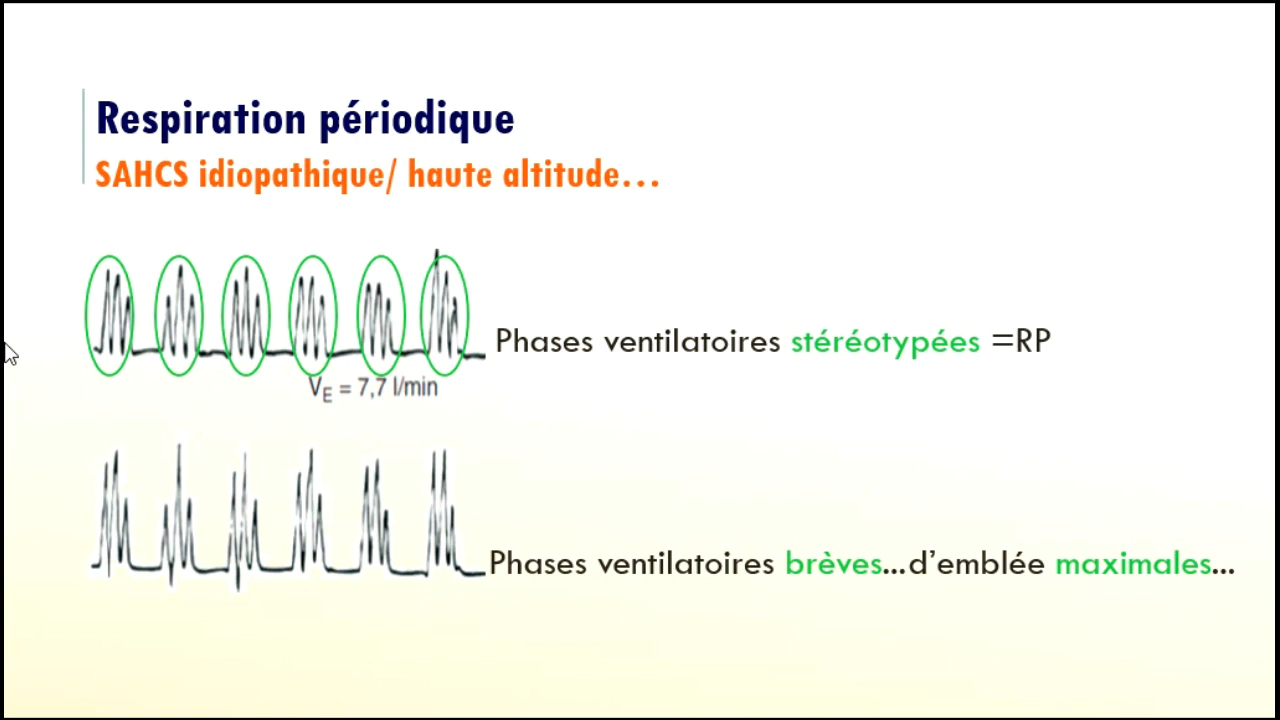 Respiration périodique
SAHCS idiopathique/ haute altitude...
Phases ventilatoires stéréotypées =RP
VE = 7,7 l/min
Phases ventilatoires brèves...d'emblée maximales...